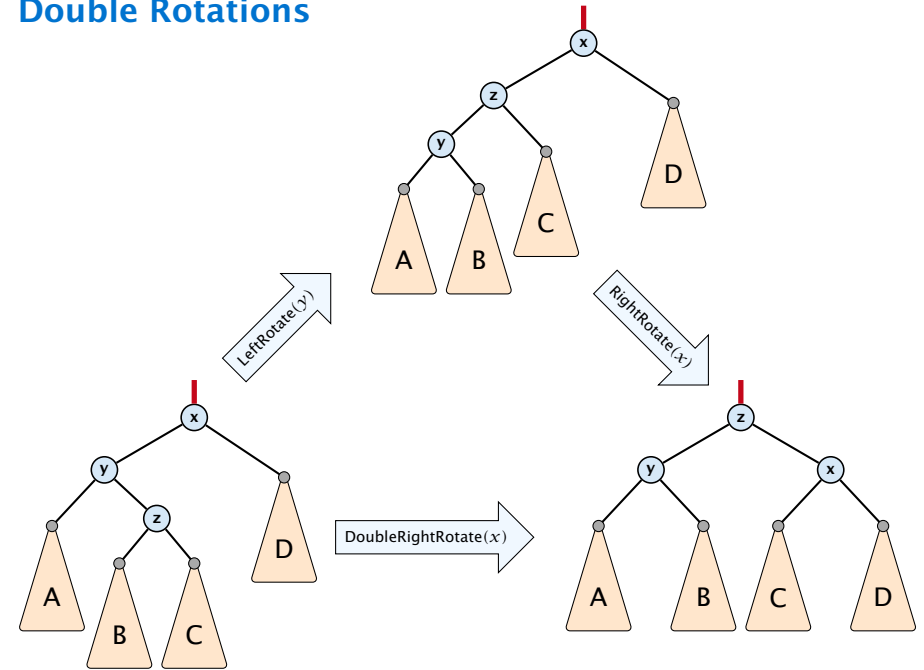 Double Rotations
x
z
y
D
C
A
B
LeftRotate(y)
RightRotate(x)
x
y
z
D
A
B
C
DoubleRightRotate(x)
z
y
x
A
B
C
D